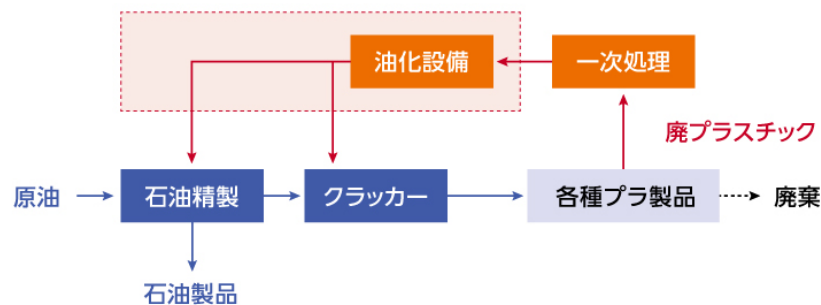 油化設備
一次処理
廃プラスチック
原油
石油精製
クラッカー
各種プラ製品
廃棄
石油製品